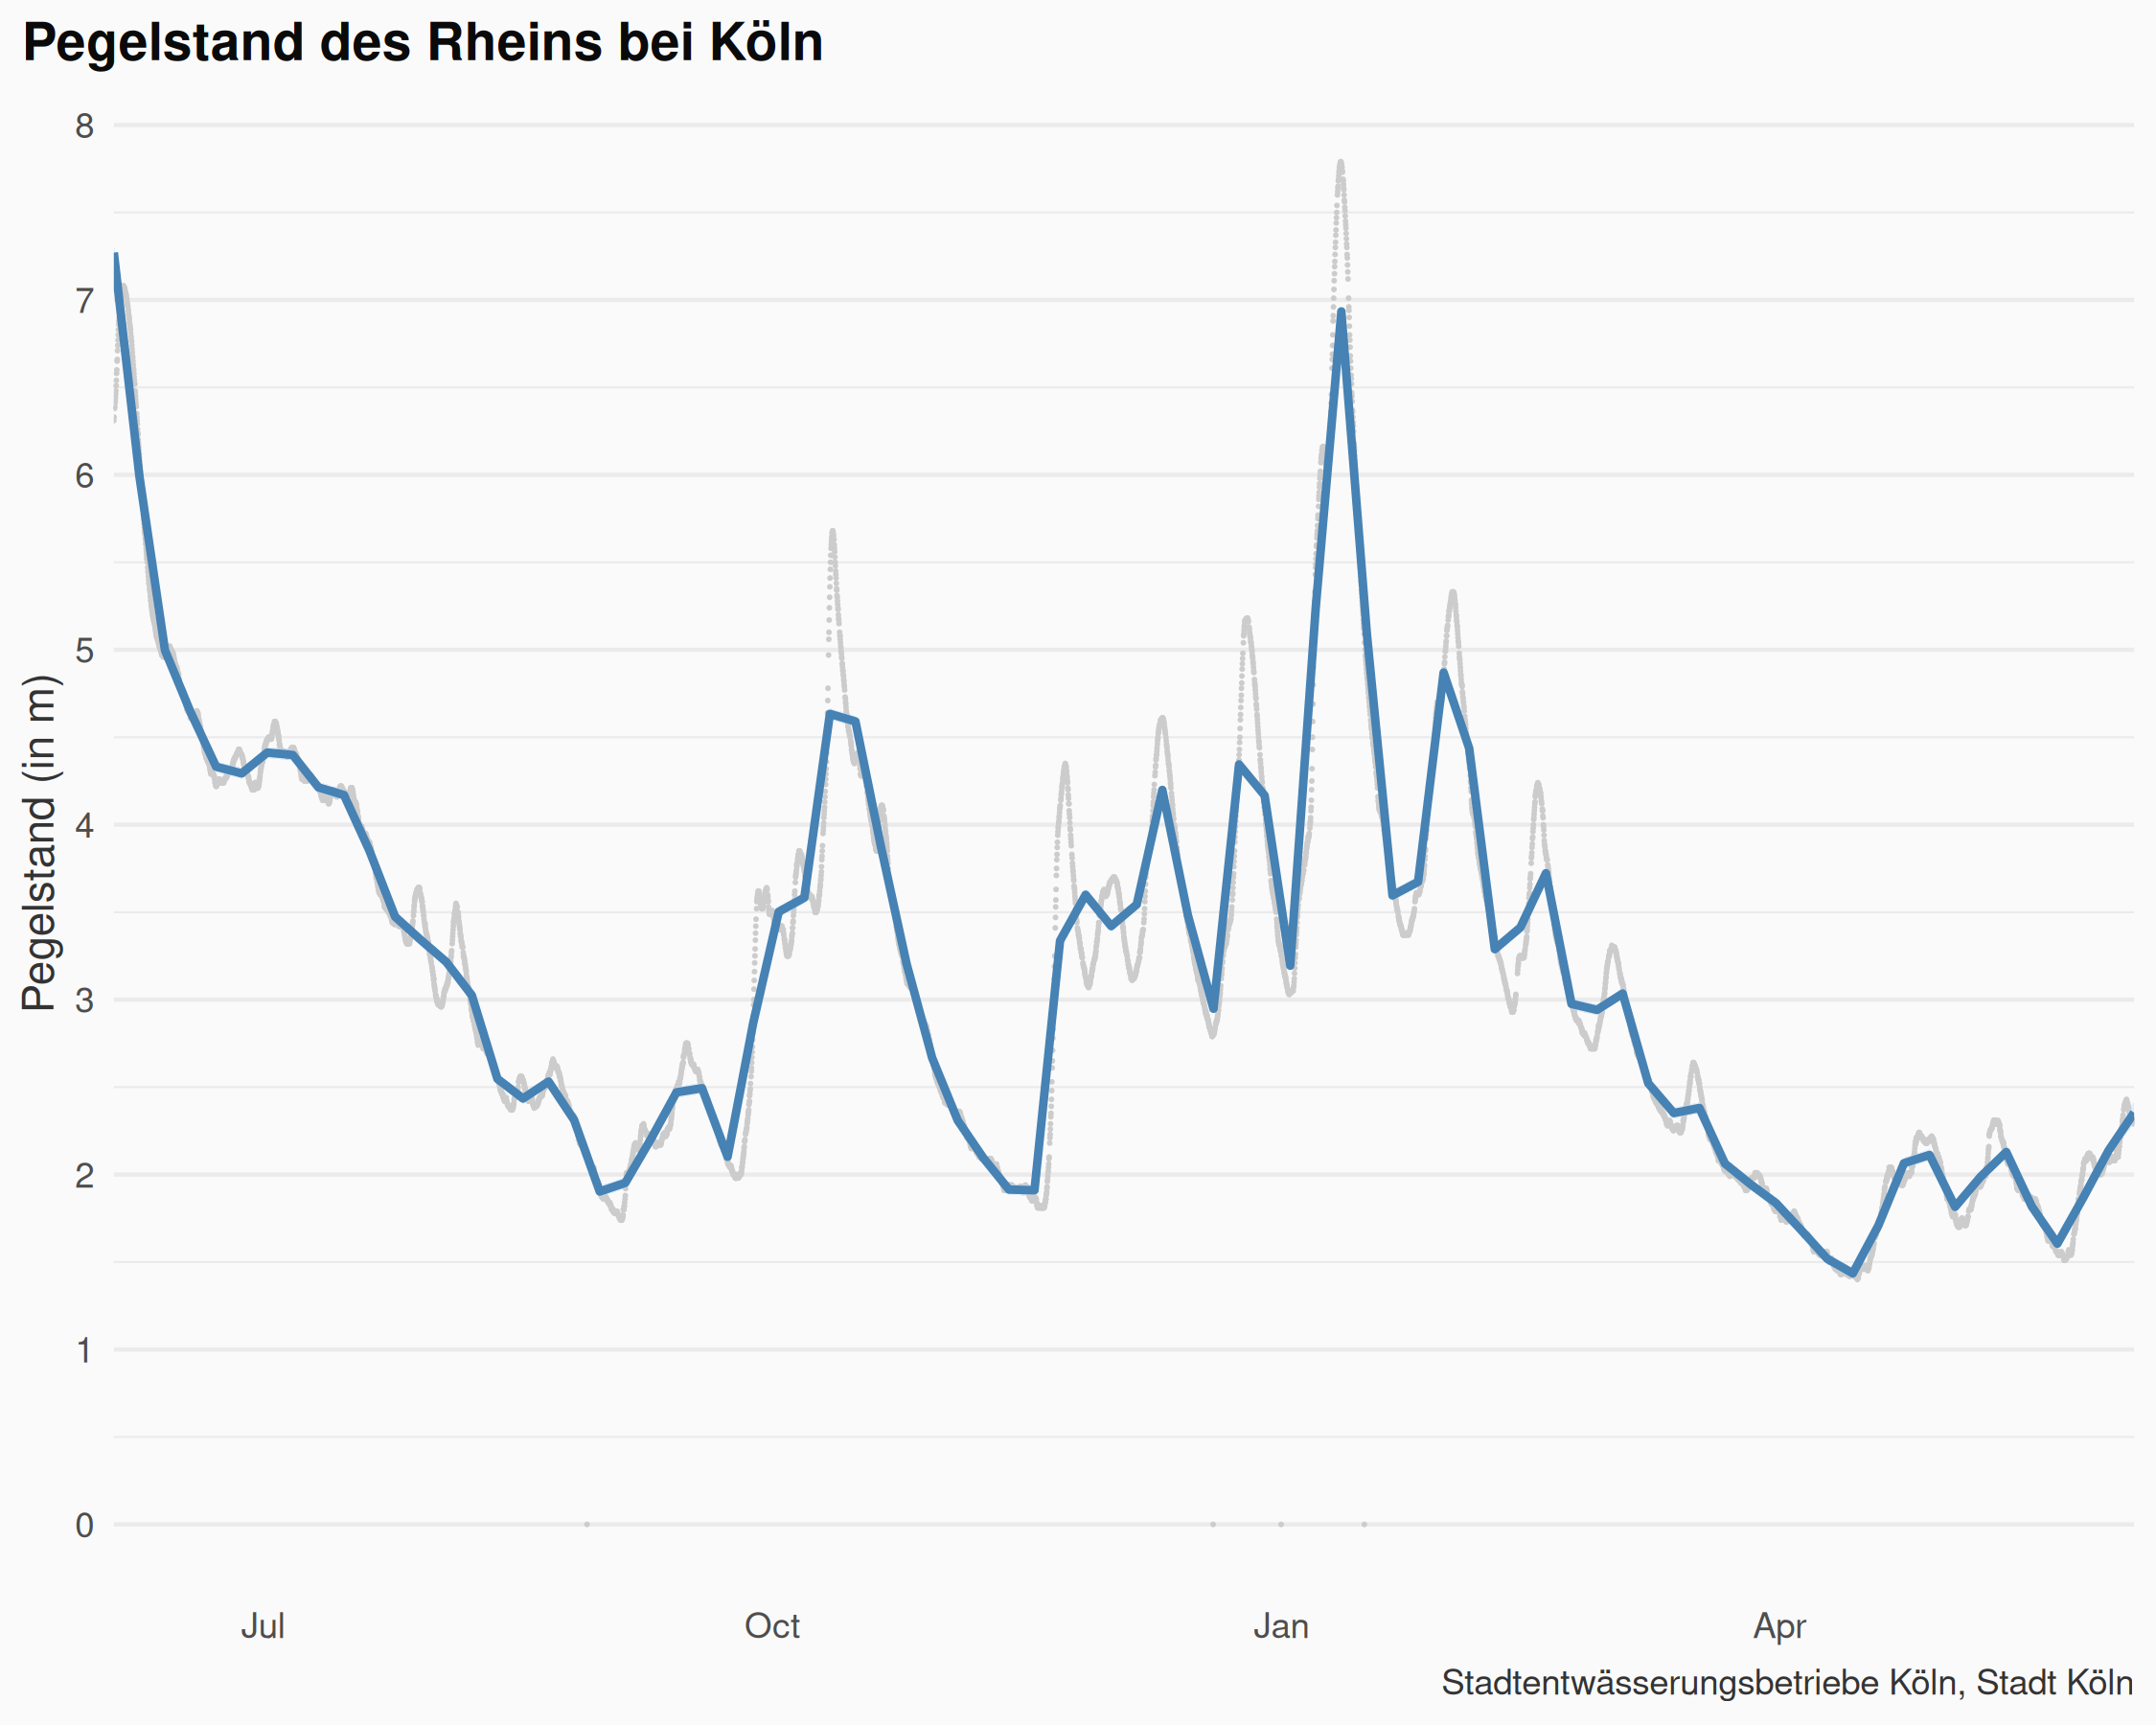 Pegelstand des Rheins bei Köln
8
7
6
5
4
3
2
1
0
Pegelstand (in m)
Jul Oct Jan Apr
Stadtentwässerungsbetriebe Köln, Stadt Köln